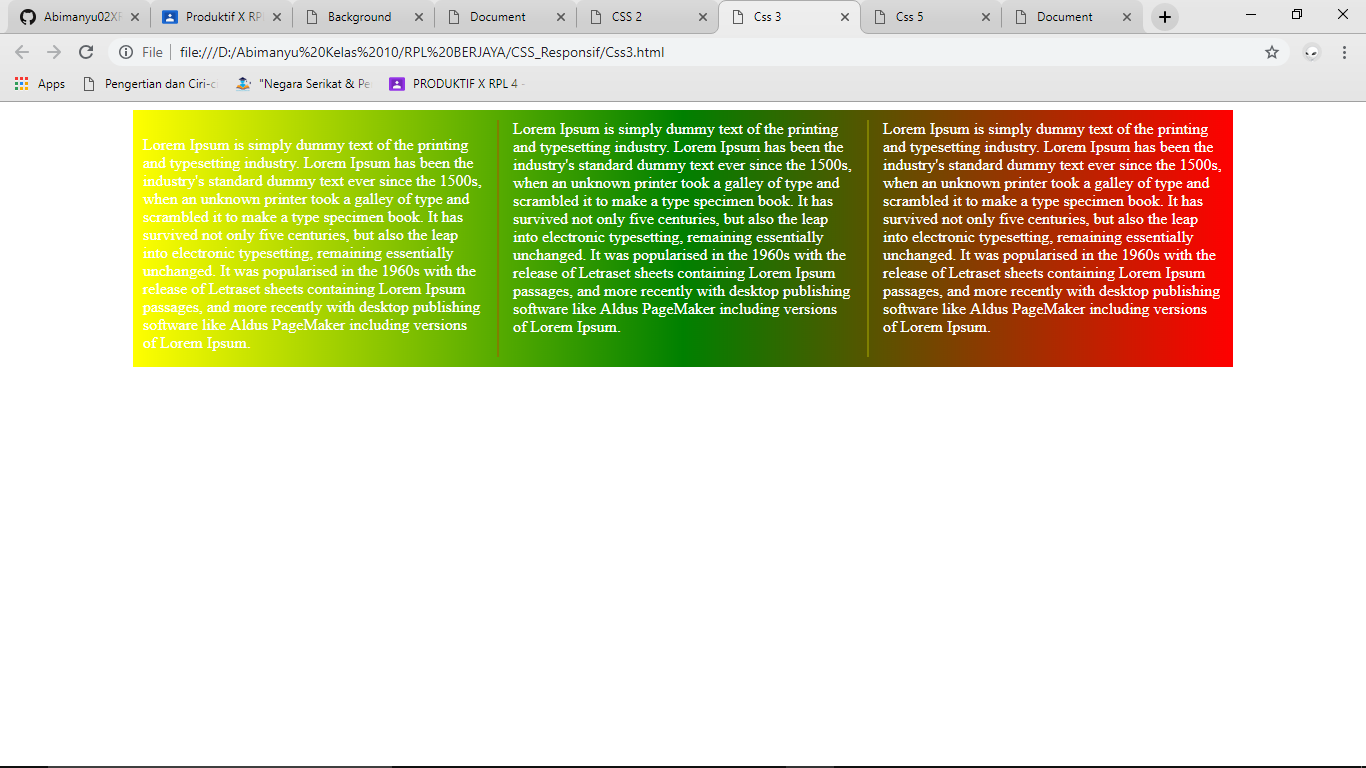 Abimanyu02XR
Produktif X RP
Background
Document
CSS 2
Css 3
Css 5
Document
File file:///D:/Abimanyu%20Kelas%2010/RPL%20BERJAYA/CSS_Responsif/Css3.html
Apps
Pengertian dan Ciri-c
"Negara Serikat & Pe
PRODUKTIF X RPL 4 -
Lorem Ipsum is simply dummy text of the printing
and typesetting industry. Lorem Ipsum has been the
industry's standard dummy text ever since the 1500s,
when an unknown printer took a galley of type and
scrambled it to make a type specimen book. It has
survived not only five centuries, but also the leap
into electronic typesetting, remaining essentially
unchanged. It was popularised in the 1960s with the
release of Letraset sheets containing Lorem Ipsum
passages, and more recently with desktop publishing
software like Aldus PageMaker including versions
of Lorem Ipsum.
Lorem Ipsum is simply dummy text of the printing
and typesetting industry. Lorem Ipsum has been the
industry's standard dummy text ever since the 1500s,
when an unknown printer took a galley of type and
scrambled it to make a type specimen book. It has
survived not only five centuries, but also the leap
into electronic typesetting, remaining essentially
unchanged. It was popularised in the 1960s with the
release of Letraset sheets containing Lorem Ipsum
passages, and more recently with desktop publishing
software like Aldus PageMaker including versions
of Lorem Ipsum.
Lorem Ipsum is simply dummy text of the printing
and typesetting industry. Lorem Ipsum has been the
industry's standard dummy text ever since the 1500s,
when an unknown printer took a galley of type and
scrambled it to make a type specimen book. It has
survived not only five centuries, but also the leap
into electronic typesetting, remaining essentially
unchanged. It was popularised in the 1960s with the
release of Letraset sheets containing Lorem Ipsum
passages, and more recently with desktop publishing
software like Aldus PageMaker including versions
of Lorem Ipsum.